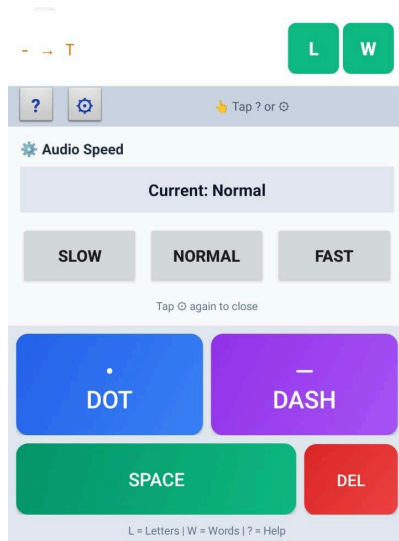 - → T
L W
? ⚙ 👆 Tap ? or ⚙
⚙️ Audio Speed
Current: Normal
SLOW NORMAL FAST
Tap ⚙ again to close
• —
DOT DASH
SPACE DEL
L = Letters | W = Words | ? = Help